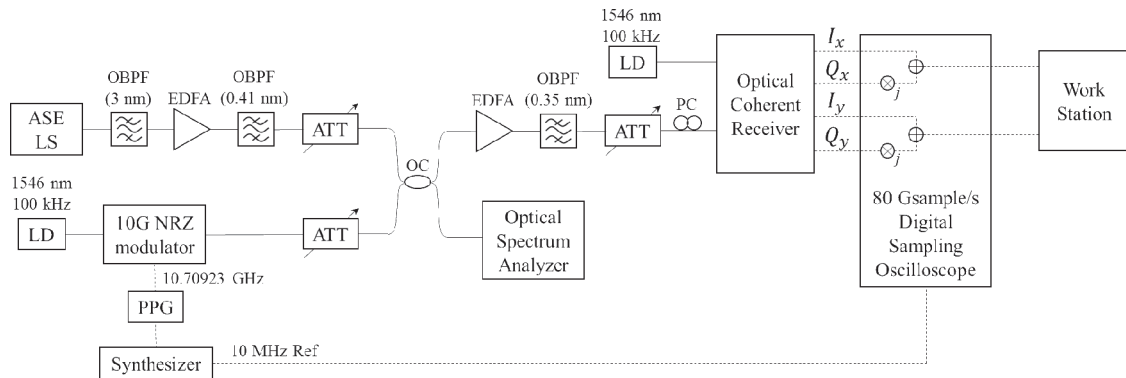 1546 nm
100 kHz
LD
OBPF
(3 nm)
EDFA
OBPF
(0.41 nm)
ASE
LS
ATT
EDFA
OBPF
(0.35 nm)
ATT
PC
Optical
Coherent
Receiver
I_x
Q_x
j
I_y
Q_y
j
Work
Station
OC
1546 nm
100 kHz
LD
10G NRZ
modulator
ATT
Optical
Spectrum
Analyzer
80 Gsample/s
Digital
Sampling
Oscilloscope
10.70923 GHz
PPG
Synthesizer
10 MHz Ref